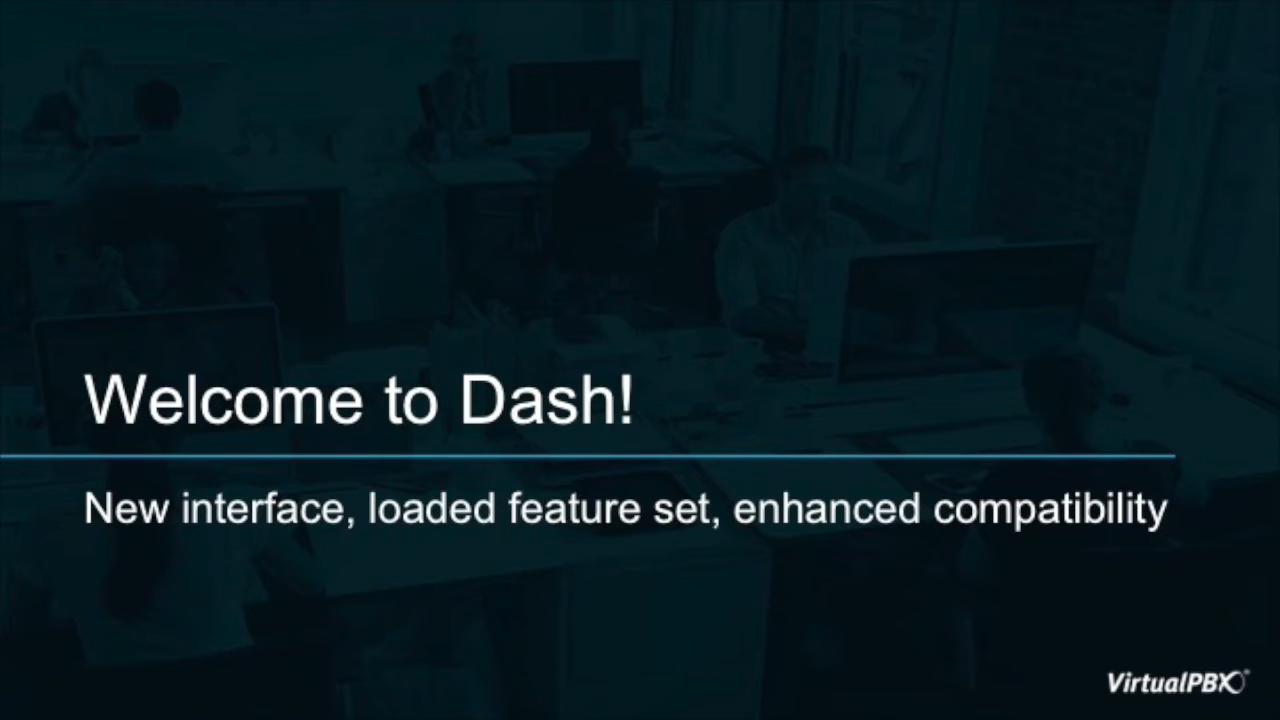 Welcome to Dash!
New interface, loaded feature set, enhanced compatibility
VirtualPBX®